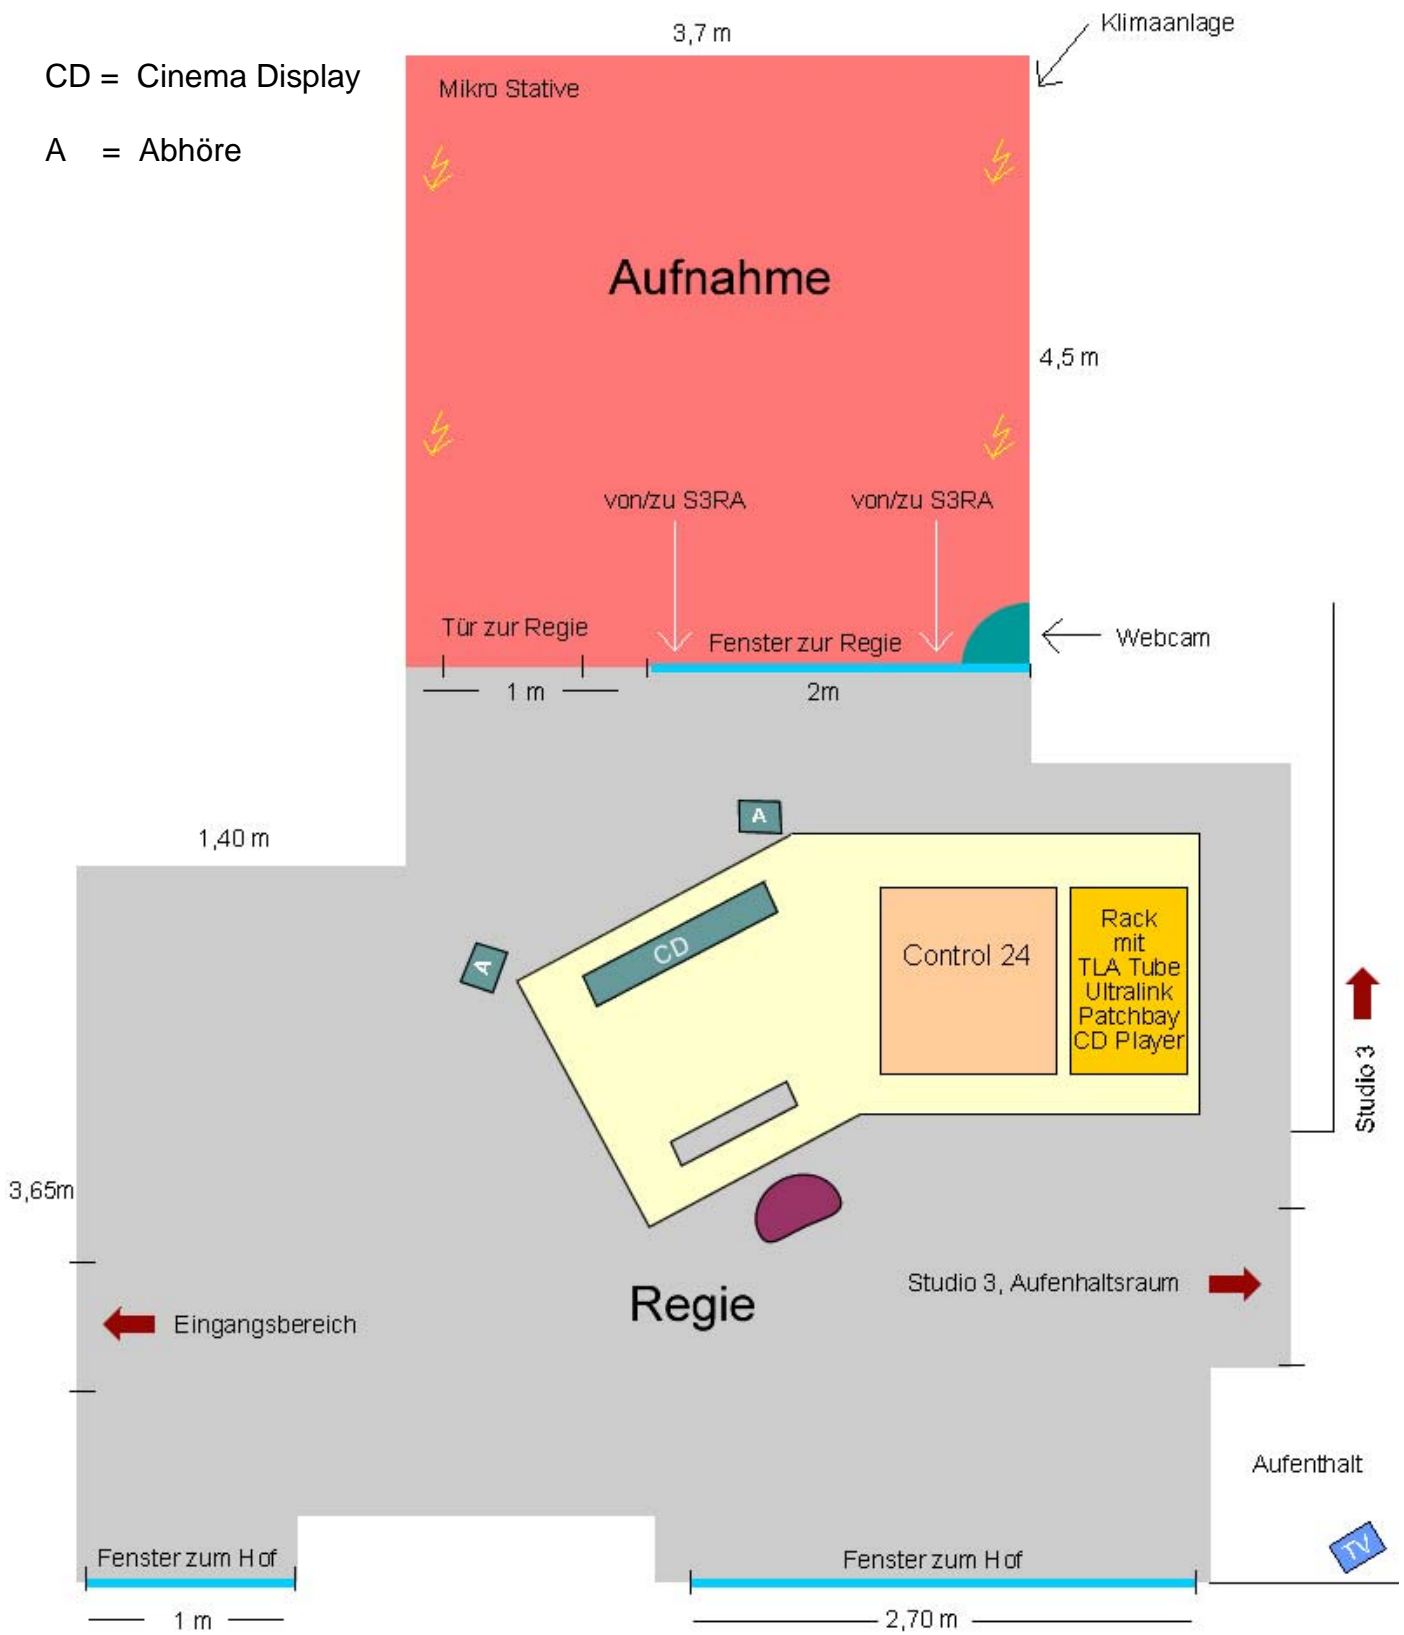 3,7 m
Klimaanlage
CD = Cinema Display
Mikro Stative
A = Abhöre
Aufnahme
4,5 m
von/zu S3RA
von/zu S3RA
Tür zur Regie
Fenster zur Regie
Webcam
1 m
2m
A
1,40 m
CD
A
Control 24
Rack
mit
TLA Tube
Ultralink
Patchbay
CD Player
Studio 3
3,65m
Studio 3, Aufenhaltsraum
Regie
Eingangsbereich
Aufenthalt
TV
Fenster zum Hof
Fenster zum Hof
1 m
2,70 m